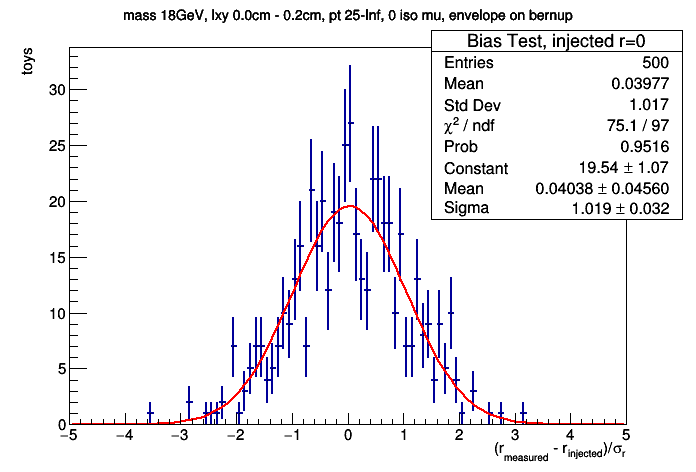 mass 18GeV, lxy 0.0cm - 0.2cm, pt 25-Inf, 0 iso mu, envelope on bernup
Bias Test, injected r=0
Entries 500
Mean 0.03977
Std Dev 1.017
χ² / ndf 75.1 / 97
Prob 0.9516
Constant 19.54 ± 1.07
Mean 0.04038 ± 0.04560
Sigma 1.019 ± 0.032
toys
30
25
20
15
10
5
0
−5 −4 −3 −2 −1 0 1 2 3 4 5
(r_measured - r_injected)/σ_r